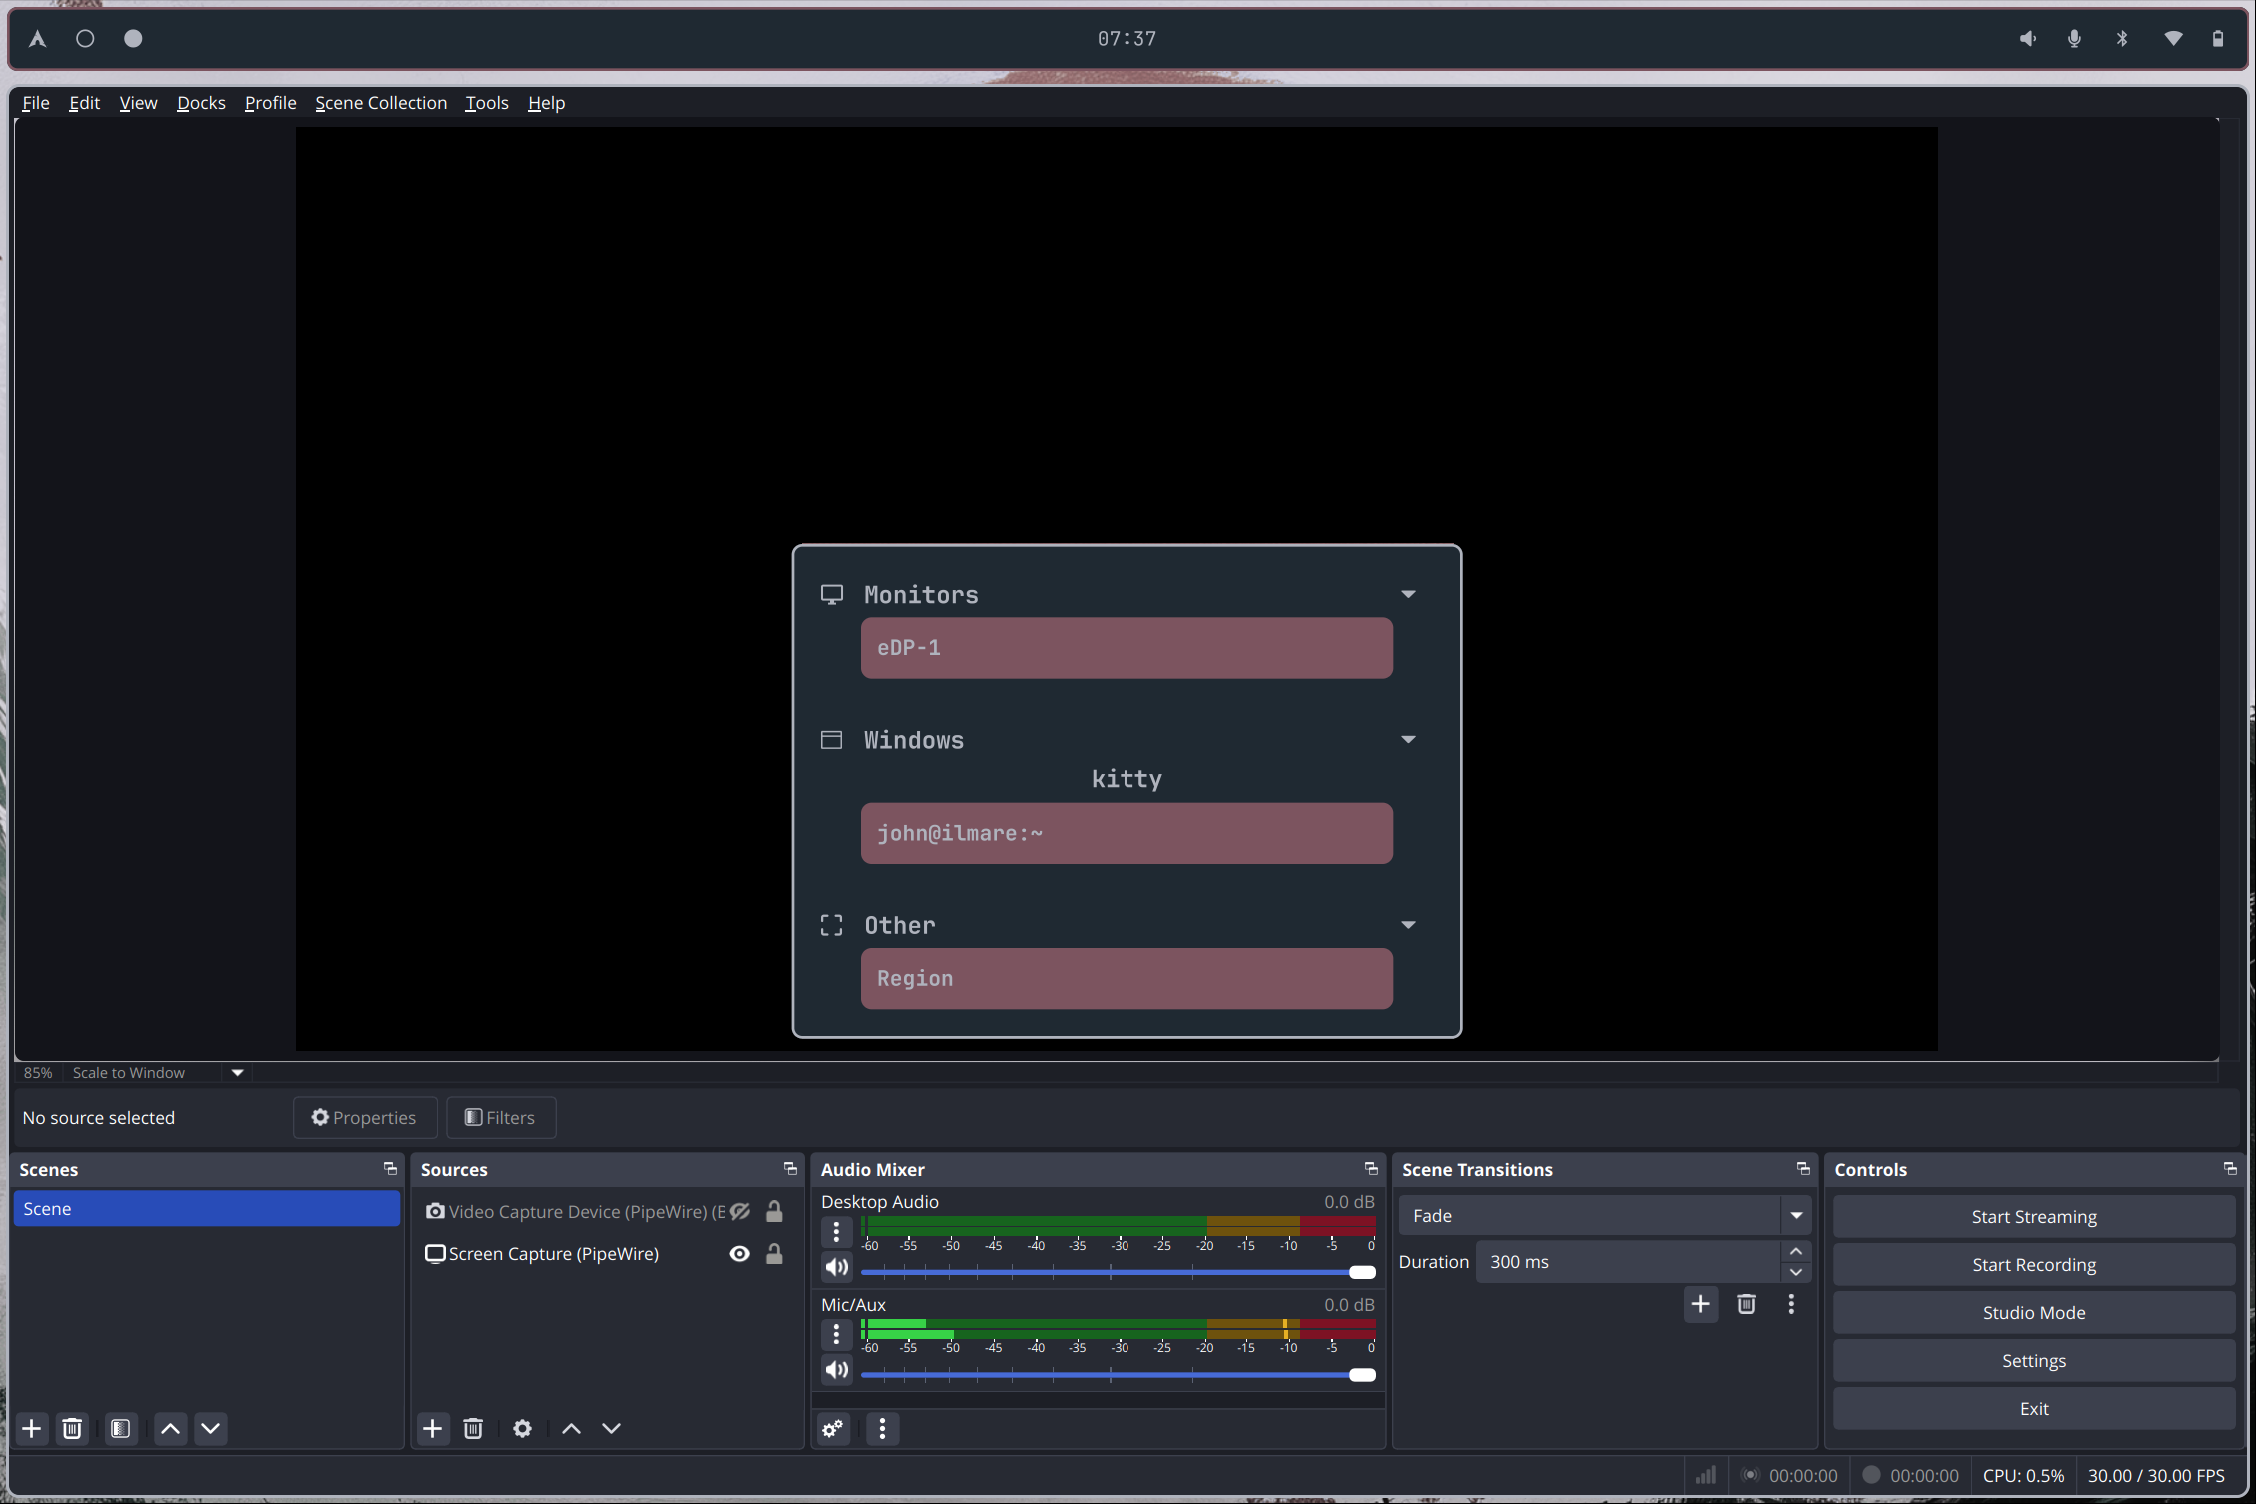 07:37
File Edit View Docks Profile Scene Collection Tools Help
Monitors
eDP-1
Windows
kitty
john@ilmare:~
Other
Region
85% Scale to Window
No source selected Properties Filters
Scenes
Scene
Sources
Video Capture Device (PipeWire) (E
Screen Capture (PipeWire)
Audio Mixer
Desktop Audio 0.0 dB
-60 -55 -50 -45 -40 -35 -30 -25 -20 -15 -10 -5 0
Mic/Aux 0.0 dB
-60 -55 -50 -45 -40 -35 -30 -25 -20 -15 -10 -5 0
Scene Transitions
Fade
Duration 300 ms
Controls
Start Streaming
Start Recording
Studio Mode
Settings
Exit
00:00:00 00:00:00 CPU: 0.5% 30.00 / 30.00 FPS